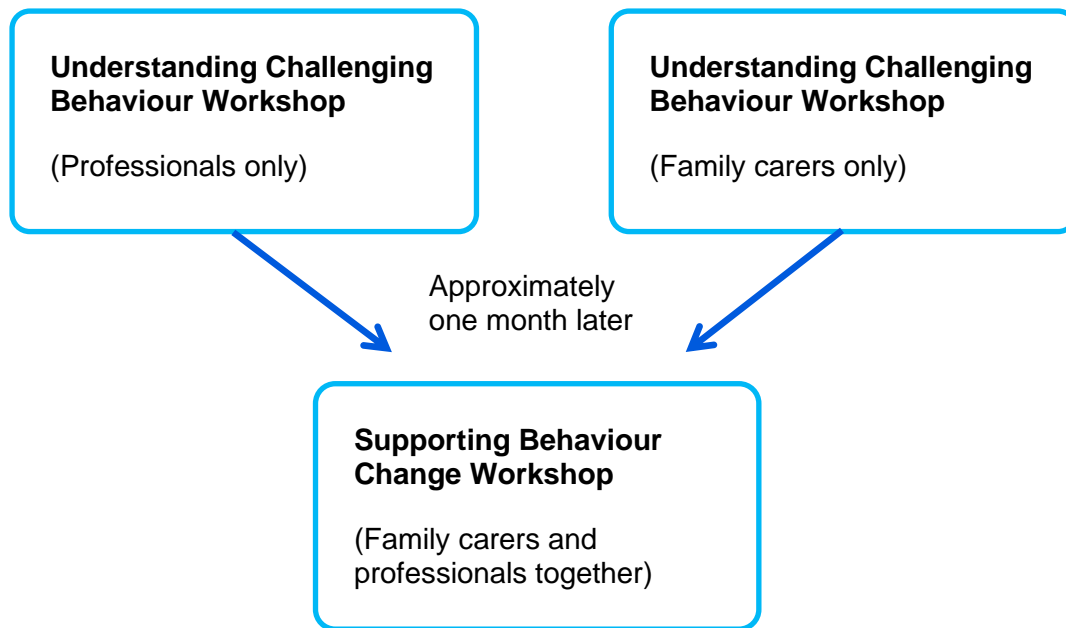 Understanding Challenging
Behaviour Workshop
(Professionals only)
Understanding Challenging
Behaviour Workshop
(Family carers only)
Approximately
one month later
Supporting Behaviour
Change Workshop
(Family carers and
professionals together)